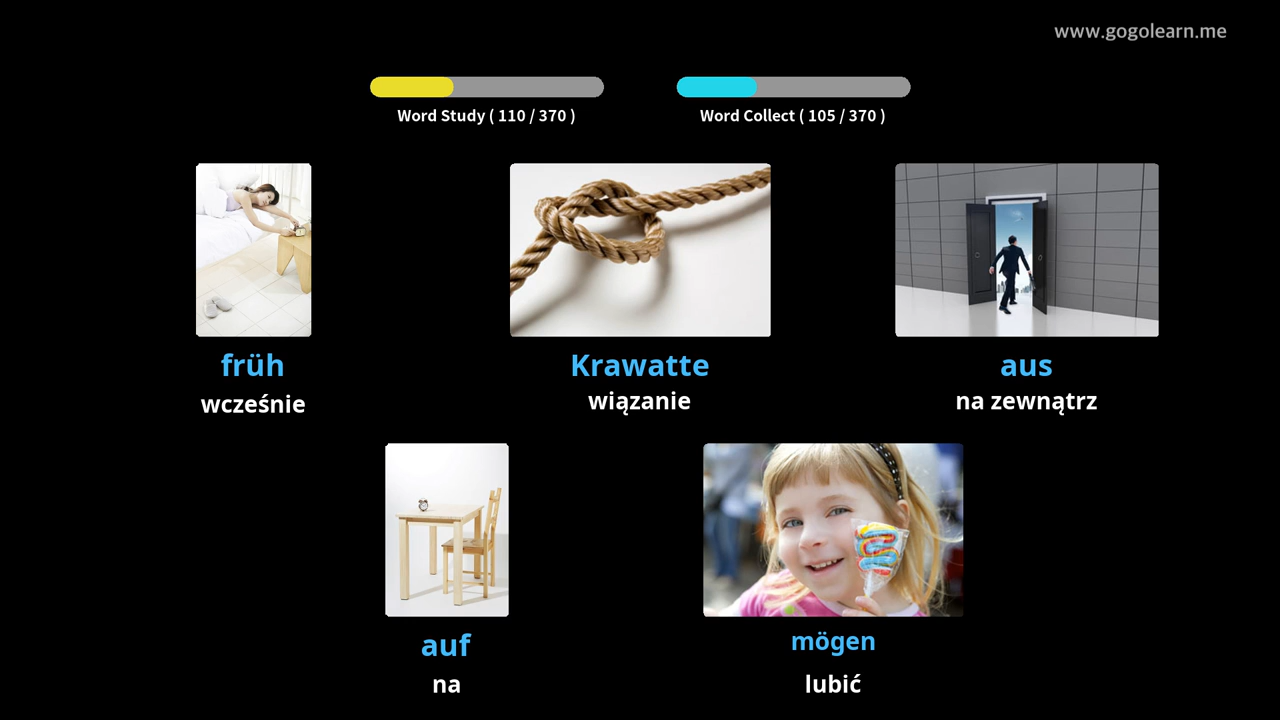 www.gogolearn.me
Word Study ( 110 / 370 )
Word Collect ( 105 / 370 )
früh
Krawatte
aus
wcześnie
wiązanie
na zewnątrz
auf
mögen
na
lubić